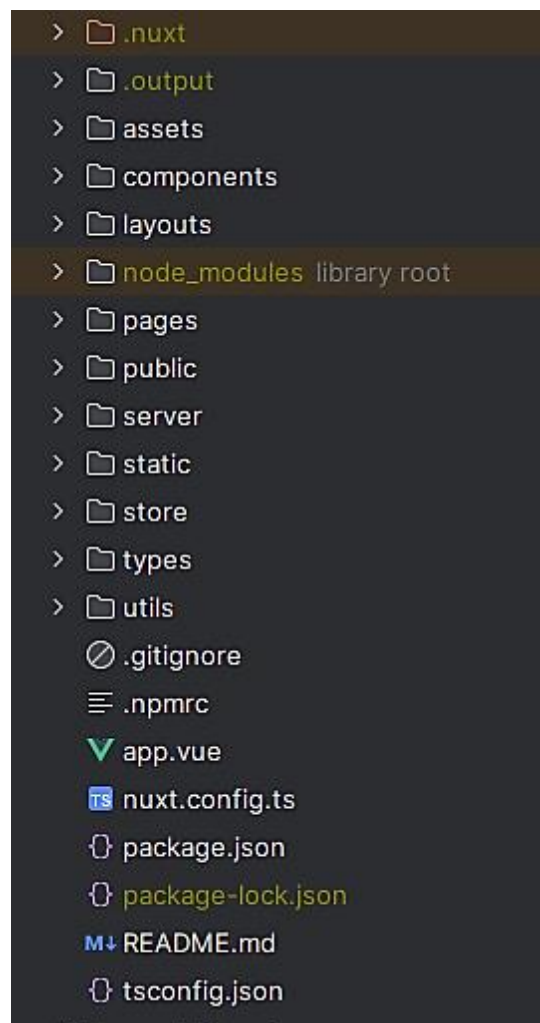 .nuxt
.output
assets
components
layouts
node_modules library root
pages
public
server
static
store
types
utils
.gitignore
.npmrc
app.vue
TS nuxt.config.ts
package.json
package-lock.json
M↓ README.md
tsconfig.json